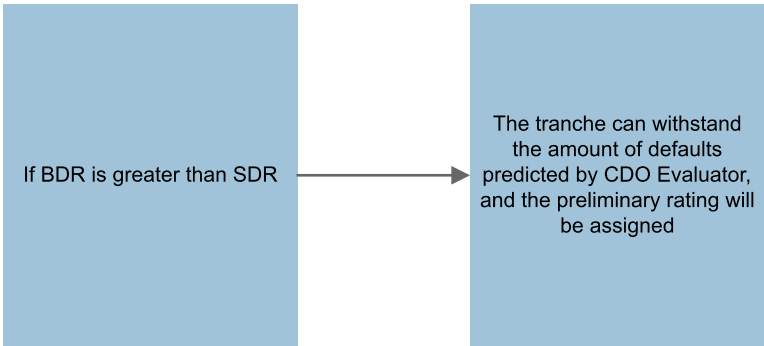 If BDR is greater than SDR
The tranche can withstand
the amount of defaults
predicted by CDO Evaluator,
and the preliminary rating will
be assigned